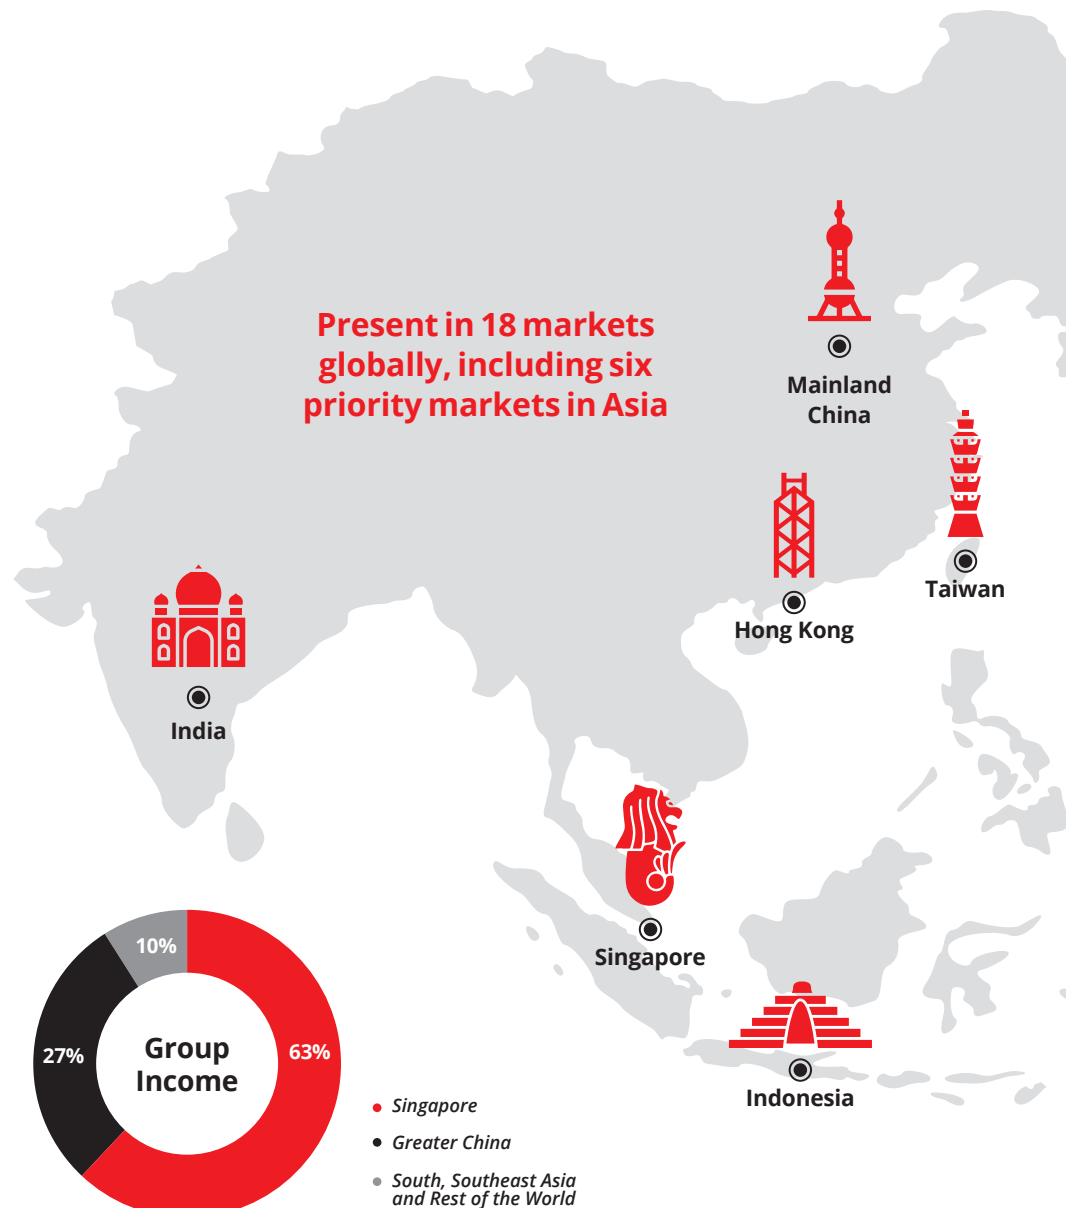 Present in 18 markets
globally, including six
priority markets in Asia
Mainland
China
Taiwan
Hong Kong
India
Singapore
Indonesia
10%
27%
63%
Group
Income
Singapore
Greater China
South, Southeast Asia
and Rest of the World